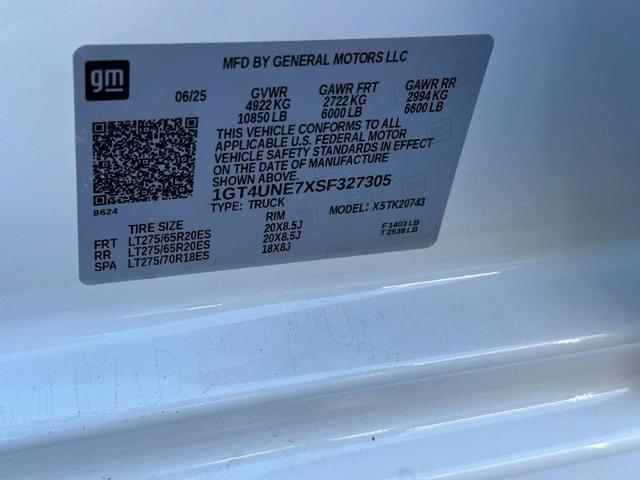 gm
MFD BY GENERAL MOTORS LLC
06/25 GVWR GAWR FRT GAWR RR
4922 KG 2722 KG 2994 KG
10850 LB 6000 LB 6600 LB
THIS VEHICLE CONFORMS TO ALL
APPLICABLE U.S. FEDERAL MOTOR
VEHICLE SAFETY STANDARDS IN EFFECT
ON THE DATE OF MANUFACTURE
SHOWN ABOVE.
1GT4UNE7XSF327305
8624
TYPE: TRUCK MODEL: X5TK20743
TIRE SIZE RIM
FRT LT275/65R20ES 20X8.5J F 1403 LB
RR LT275/65R20ES 20X8.5J T 2538 LB
SPA LT275/70R18ES 18X8J